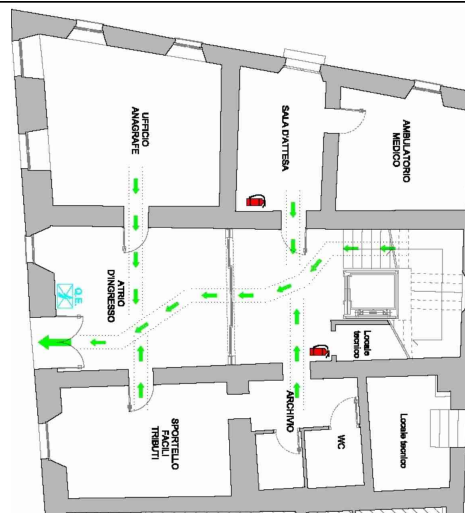 UFFICIO
ANAGRAFE
SALA D'ATTESA
AMBULATORIO
MEDICO
ATRIO
D'INGRESSO
Q.E.
Locale
tecnico
SPORTELLO
FACILI
TRIBUTI
ARCHIVIO
WC
Locale tecnico